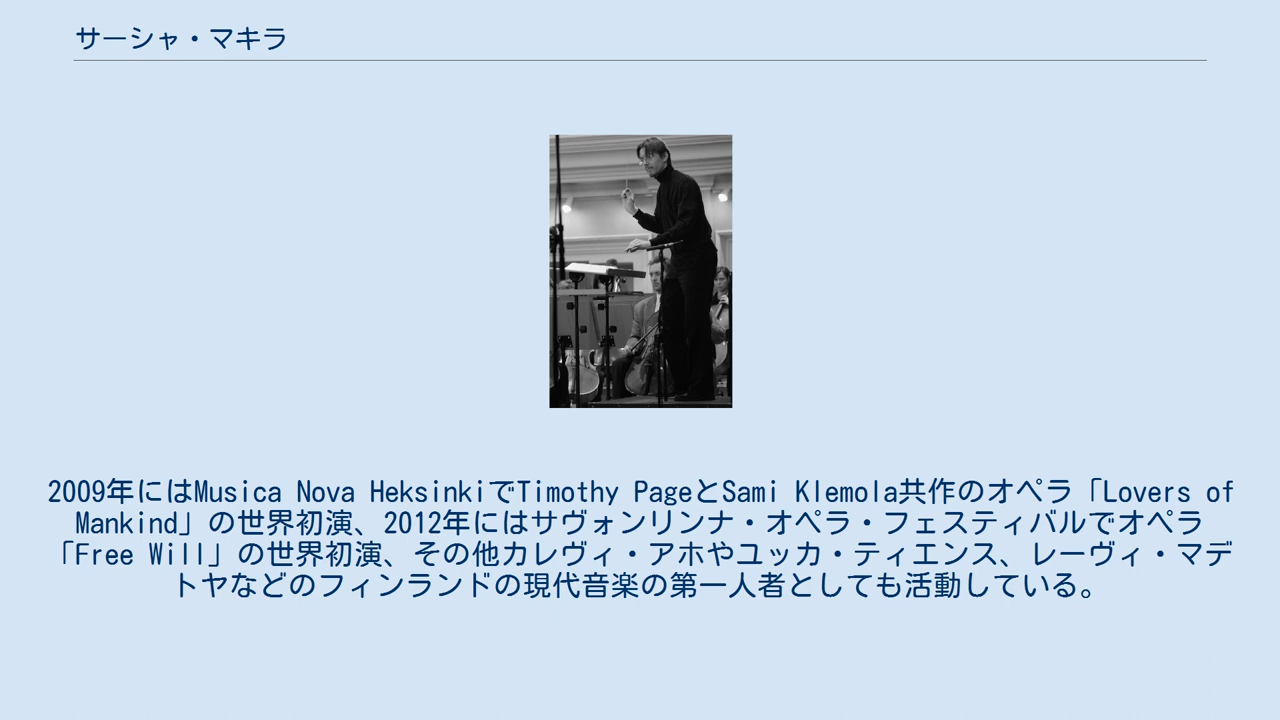 サーシャ・マキラ
2009年にはMusica Nova HeksinkiでTimothy PageとSami Klemola共作のオペラ「Lovers of
Mankind」の世界初演、2012年にはサヴォンリンナ・オペラ・フェスティバルでオペラ
「Free Will」の世界初演、その他カレヴィ・アホやユッカ・ティエンス、レーヴィ・マデ
トヤなどのフィンランドの現代音楽の第一人者としても活動している。